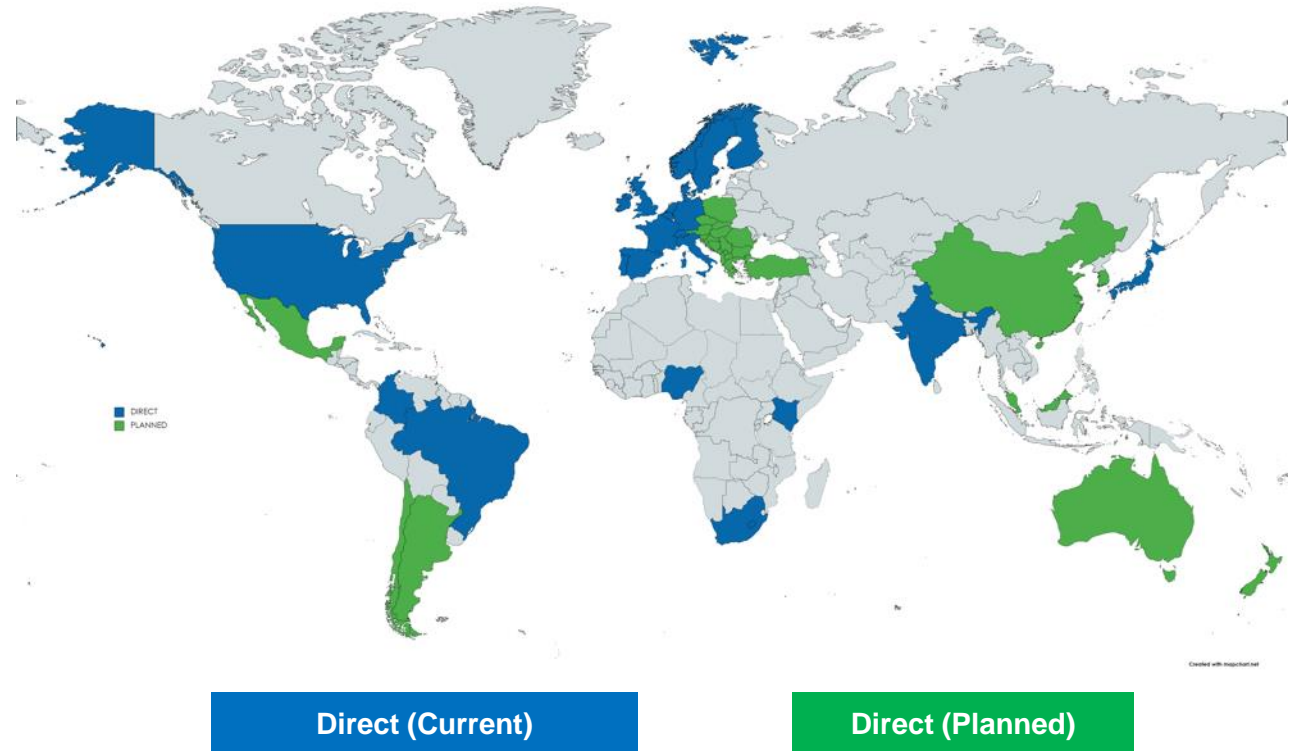 DIRECT
PLANNED
Created with mapchart.net
Direct (Current)
Direct (Planned)